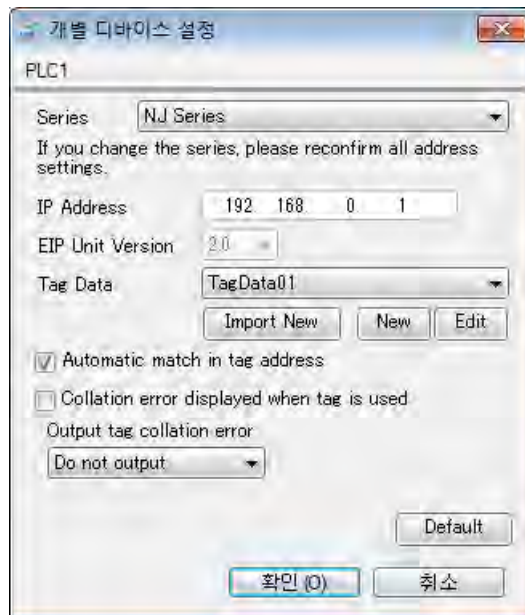 개별 디바이스 설정
PLC1
Series NJ Series
If you change the series, please reconfirm all address
settings.
IP Address 192 168 0 1
EIP Unit Version 2.0
Tag Data TagData01
Import New New Edit
Automatic match in tag address
Collation error displayed when tag is used
Output tag collation error
Do not output
Default
확인 (O) 취소